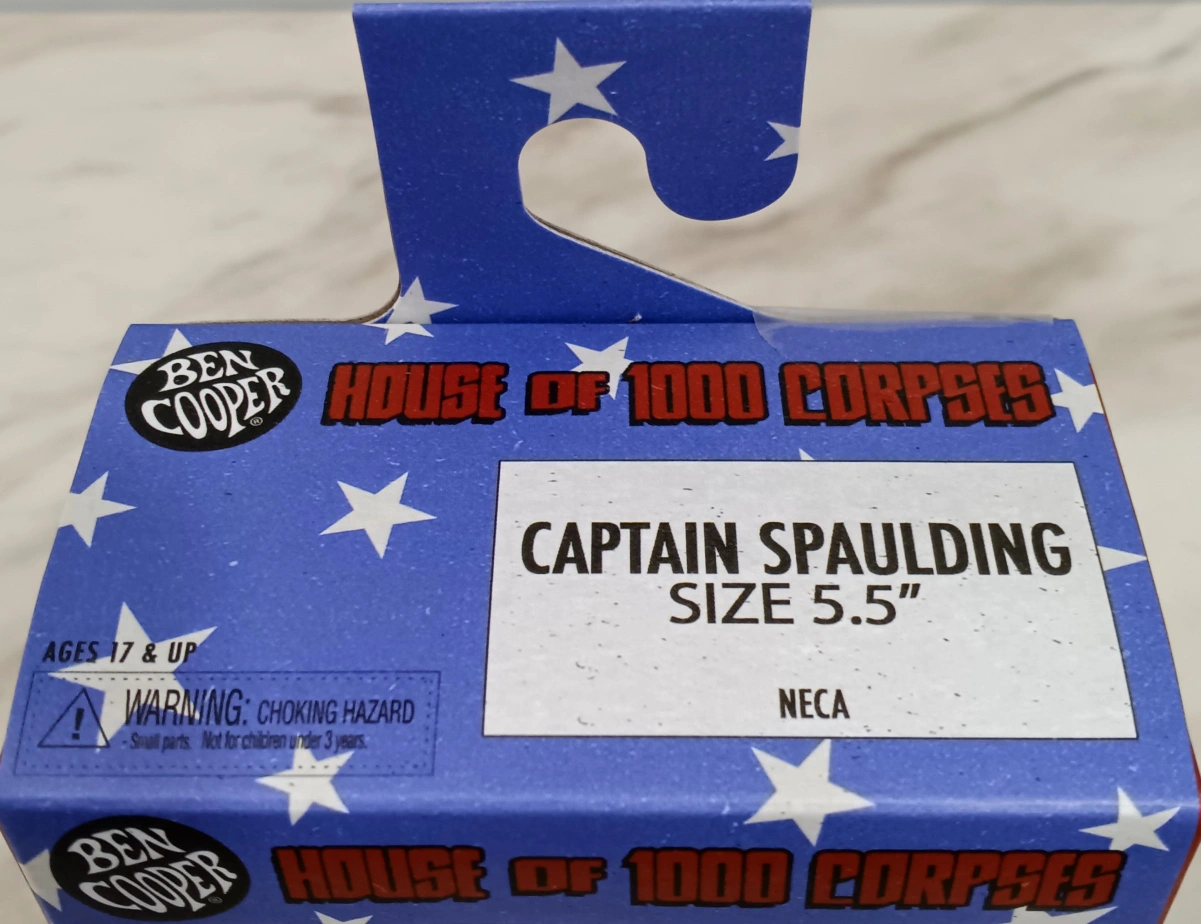 BEN
COOPER®
HOUSE OF 1000 CORPSES
CAPTAIN SPAULDING
SIZE 5.5”
NECA
AGES 17 & UP
WARNING: CHOKING HAZARD
- Small parts. Not for children under 3 years.
BEN
COOPER®
HOUSE OF 1000 CORPSES